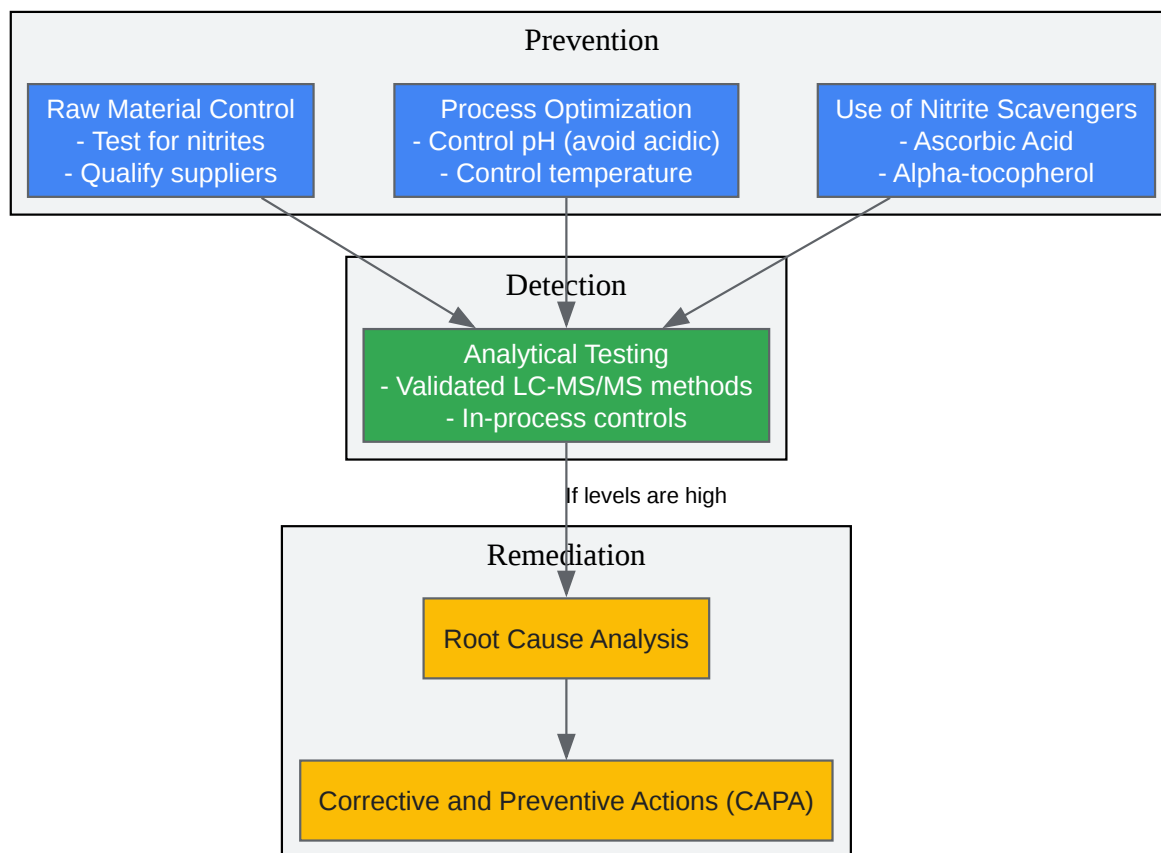 Prevention
Raw Material Control
- Test for nitrites
- Qualify suppliers
Process Optimization
- Control pH (avoid acidic)
- Control temperature
Use of Nitrite Scavengers
- Ascorbic Acid
- Alpha-tocopherol
Detection
Analytical Testing
- Validated LC-MS/MS methods
- In-process controls
If levels are high
Remediation
Root Cause Analysis
Corrective and Preventive Actions (CAPA)